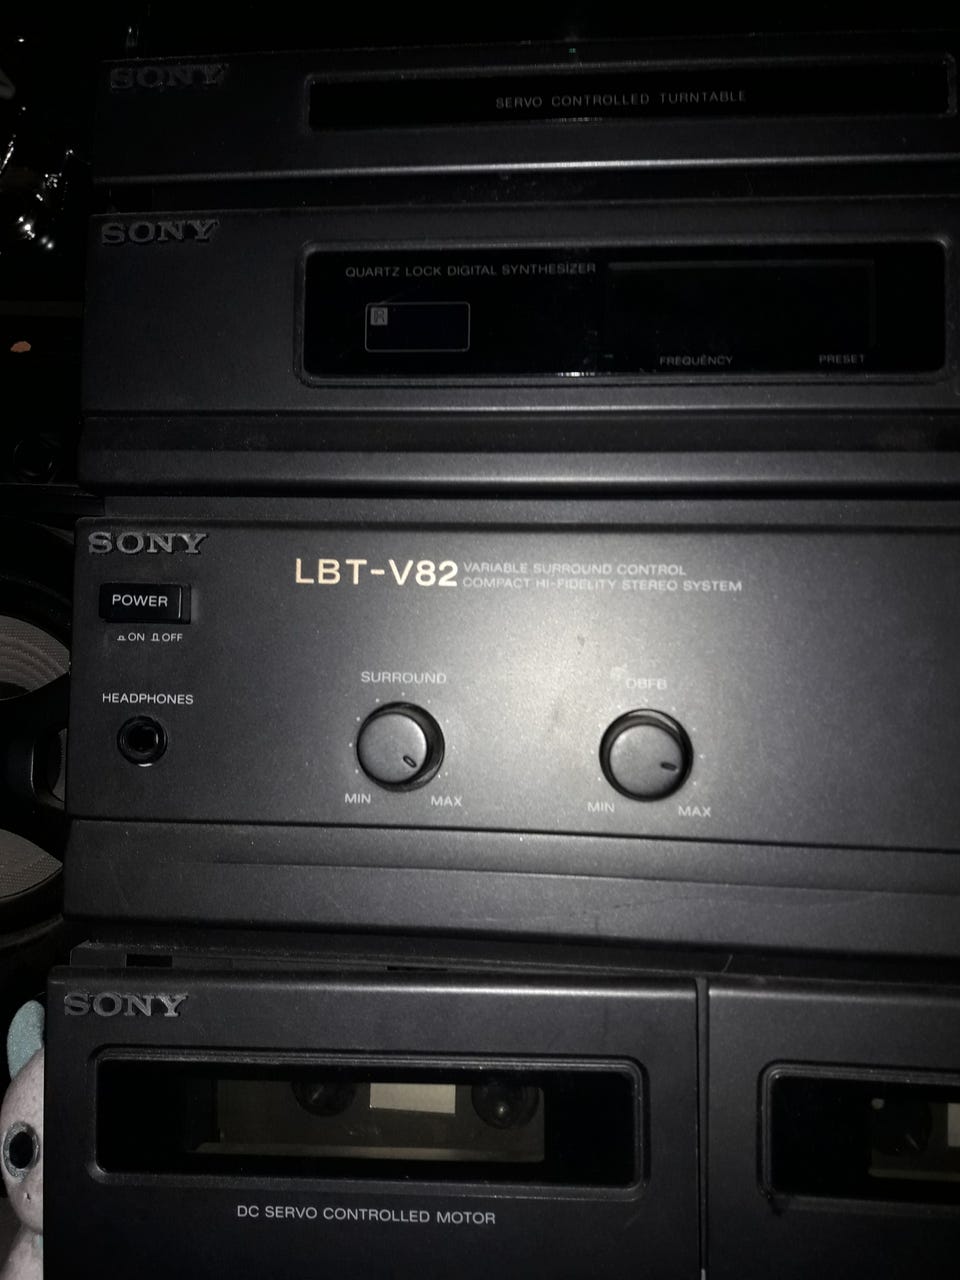 SONY
SERVO CONTROLLED TURNTABLE
SONY
QUARTZ LOCK DIGITAL SYNTHESIZER
R
FREQUENCY PRESET
SONY
LBT-V82 VARIABLE SURROUND CONTROL
COMPACT HI-FIDELITY STEREO SYSTEM
POWER
ON OFF
HEADPHONES
SURROUND
MIN MAX
DBFB
MIN MAX
SONY
DC SERVO CONTROLLED MOTOR